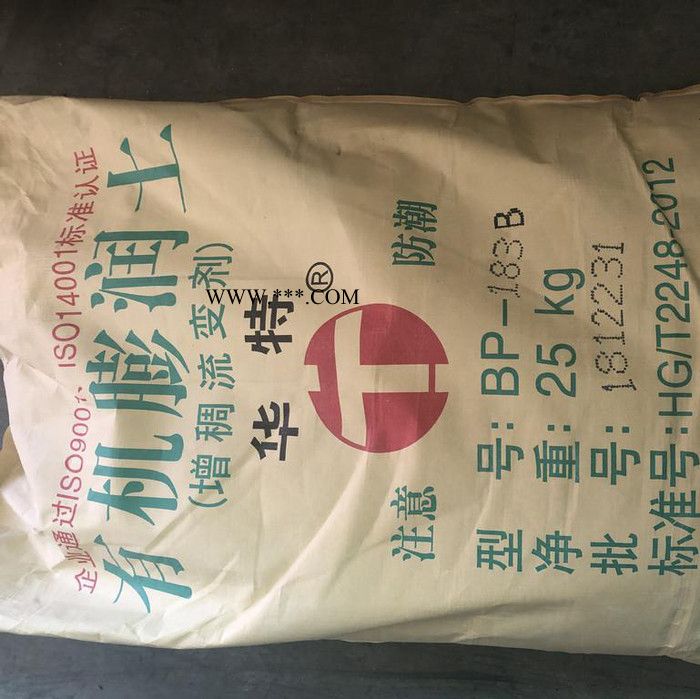 企业通过ISO9001、ISO14001标准认证
有机膨润土
(增稠流变剂)
华特®
WWW.***.COM
注意 防潮
型号:BP-183B
净重:25 kg
批号:1812231
标准号:HG/T2248-2012